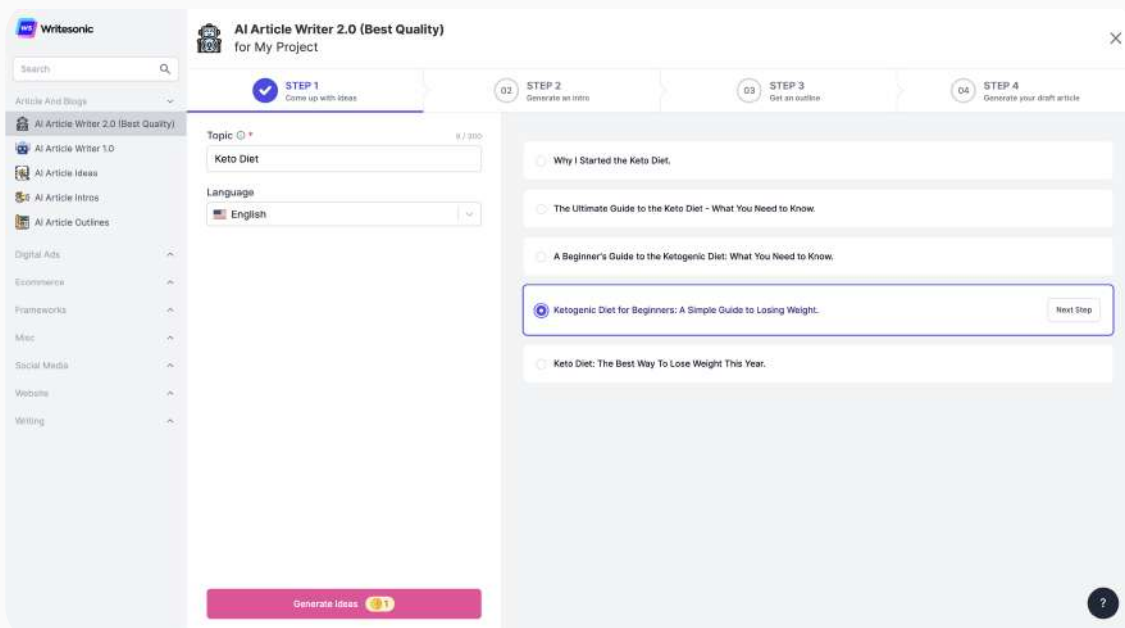 WS Writesonic
Search
Article And Blogs
AI Article Writer 2.0 (Best Quality)
AI Article Writer 1.0
AI Article Ideas
AI Article Intros
AI Article Outlines
Digital Ads
Ecommerce
Frameworks
Misc
Social Media
Website
Writing
AI Article Writer 2.0 (Best Quality)
for My Project
STEP 1
Come up with ideas
02 STEP 2
Generate an intro
03 STEP 3
Get an outline
04 STEP 4
Generate your draft article
Topic * 8 / 200
Keto Diet
Language
English
Generate Ideas 1
Why I Started the Keto Diet.
The Ultimate Guide to the Keto Diet - What You Need to Know.
A Beginner's Guide to the Ketogenic Diet: What You Need to Know.
Ketogenic Diet for Beginners: A Simple Guide to Losing Weight. Next Step
Keto Diet: The Best Way To Lose Weight This Year.
?